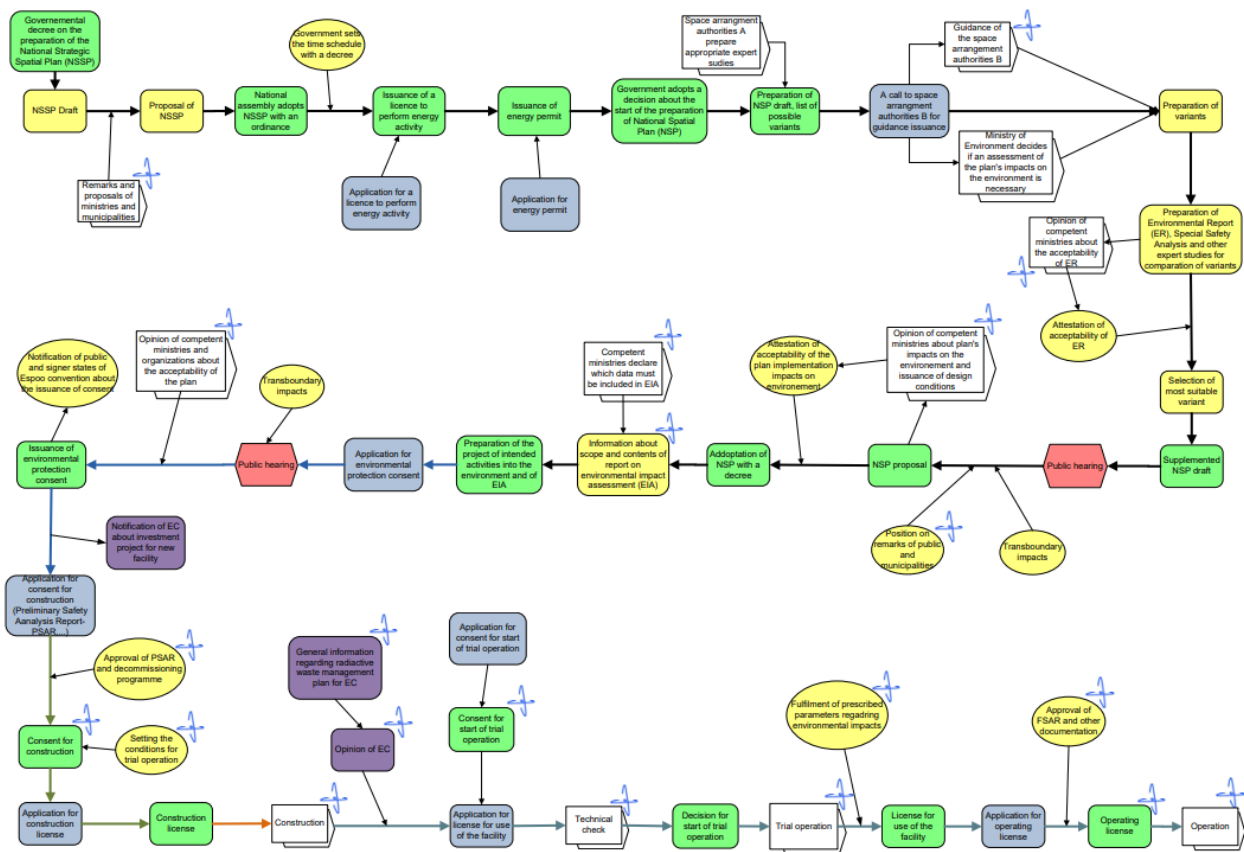 Governemental
decree on the
preparation of the
National Strategic
Spatial Plan (NSSP)
Government sets
the time schedule
with a decree
Space arrangment
authorities A
prepare
appropriate expert
sudies
Guidance of
the space
arrangement
authorities B
NSSP Draft
Proposal of
NSSP
National
assembly adopts
NSSP with an
ordinance
Issuance of a
licence to
perform energy
activity
Issuance of
energy permit
Government adopts a
decision about the
start of the preparation
of National Spatial
Plan (NSP)
Preparation of
NSP draft, list of
possible
variants
A call to space
arrangment
authorities B for
guidance issuance
Preparation of
variants
Remarks and
proposals of
ministries and
municipalities
Application for a
licence to perform
energy activity
Application for
energy permit
Ministry of
Environment decides
if an assessment of
the plan's impacts on
the environment is
necessary
Opinion of
competent
ministries about
the acceptability
of ER
Preparation of
Environmental Report
(ER), Special Safety
Analysis and other
expert studies for
comparation of variants
Attestation of
acceptability of
ER
Selection of
most suitable
variant
Notification of public
and signer states of
Espoo convention about
the issuance of consent
Opinion of competent
ministries and
organizations about
the acceptability of
the plan
Transboundary
impacts
Competent
ministries declare
which data must
be included in EIA
Attestation of
acceptability of the
plan implementation
impacts on
environement
Opinion of competent
ministries about plan's
impacts on the
environement and
issuance of design
conditions
Issuance of
environmental
protection
consent
Public hearing
Application for
environmental
protection consent
Preparation of the
project of intended
activities into the
environment and of
EIA
Information about
scope and contents of
report on
environmental impact
assessment (EIA)
Addoptation of
NSP with a
decree
NSP proposal
Public hearing
Supplemented
NSP draft
Notification of EC
about investment
project for new
facility
Position on
remarks of public
and
municipalities
Transboundary
impacts
Application for
consent for
construction
(Preliminary Safety
Aanalysis Report-
PSAR....)
Approval of PSAR
and decommissioning
programme
General information
regarding radiactive
waste management
plan for EC
Application for
consent for start of
trial operation
Fulfilment of prescribed
parameters regadring
environmental impacts
Approval of
FSAR and other
documentation
Consent for
construction
Setting the
conditions for
trial operation
Opinion of EC
Consent for
start of trial
operation
Application for
construction
license
Construction
license
Construction
Application for
license for use of
the facility
Technical
check
Decision for
start of trial
operation
Trial operation
License for
use of the
facility
Application for
operating
license
Operating
license
Operation